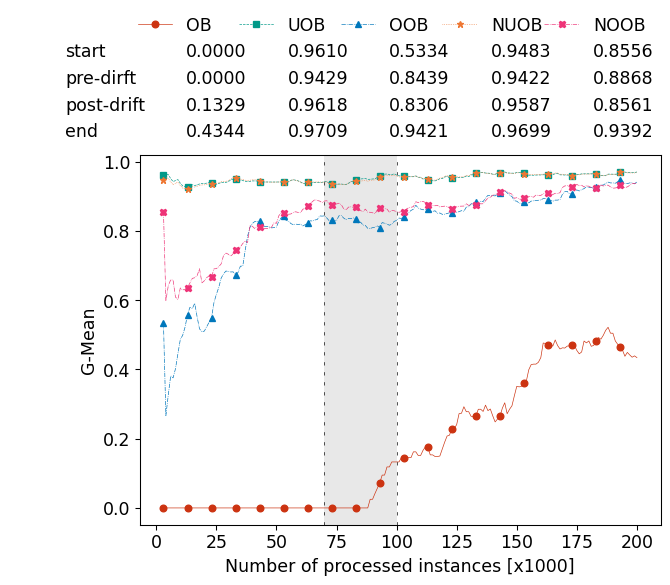 OB UOB OOB NUOB NOOB
start 0.0000 0.9610 0.5334 0.9483 0.8556
pre-dirft 0.0000 0.9429 0.8439 0.9422 0.8868
post-drift 0.1329 0.9618 0.8306 0.9587 0.8561
end 0.4344 0.9709 0.9421 0.9699 0.9392
1.0
0.8
0.6
0.4
0.2
0.0
G-Mean
0 25 50 75 100 125 150 175 200
Number of processed instances [x1000]